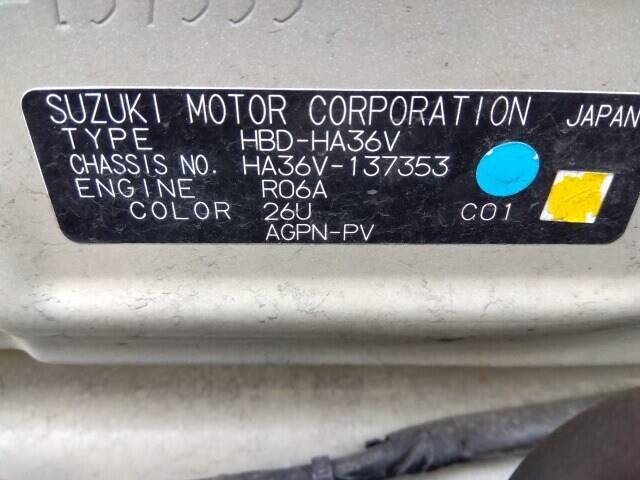 SUZUKI MOTOR CORPORATION JAPAN
TYPE HBD-HA36V
CHASSIS NO. HA36V-137353
ENGINE R06A
COLOR 26U C01
AGPN-PV